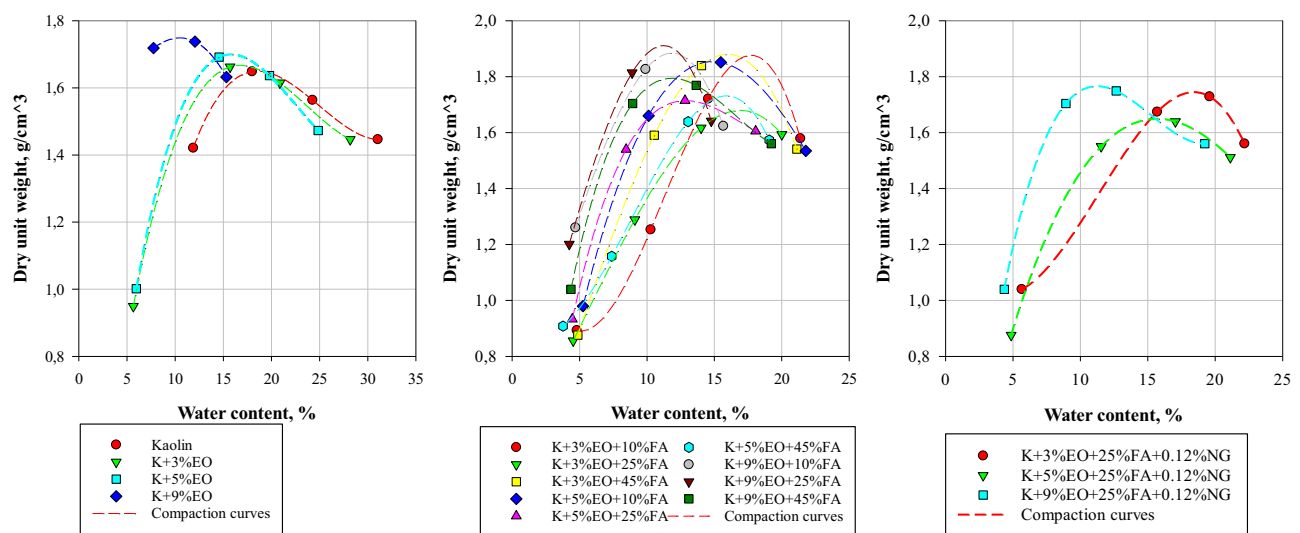 Dry unit weight, g/cm^3
1,8
1,6
1,4
1,2
1,0
0,8
0
5
10
15
20
25
30
35
Water content, %
Kaolin
K+3%EO
K+5%EO
K+9%EO
Compaction curves
Dry unit weight, g/cm^3
2,0
1,8
1,6
1,4
1,2
1,0
0,8
0
5
10
15
20
25
Water content, %
K+3%EO+10%FA
K+3%EO+25%FA
K+3%EO+45%FA
K+5%EO+10%FA
K+5%EO+25%FA
K+5%EO+45%FA
K+9%EO+10%FA
K+9%EO+25%FA
K+9%EO+45%FA
Compaction curves
Dry unit weight, g/cm^3
2,0
1,8
1,6
1,4
1,2
1,0
0,8
0
5
10
15
20
25
Water content, %
K+3%EO+25%FA+0.12%NG
K+5%EO+25%FA+0.12%NG
K+9%EO+25%FA+0.12%NG
Compaction curves